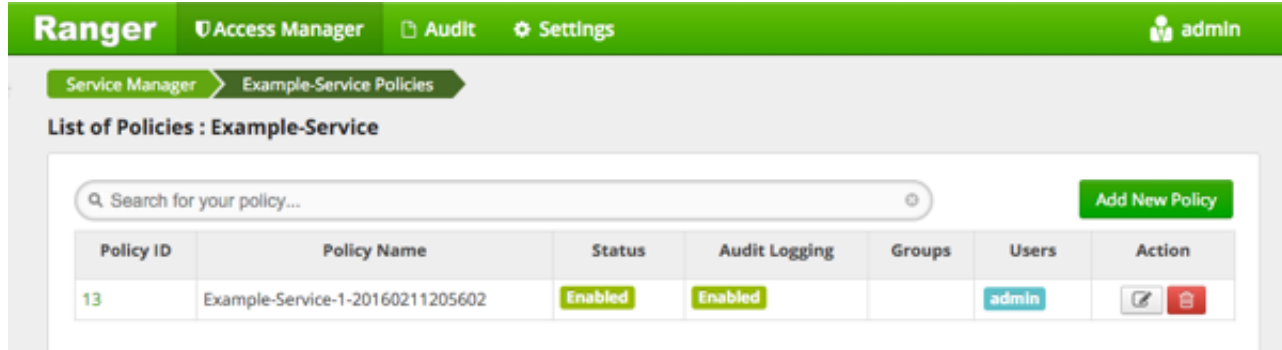 Ranger Access Manager Audit Settings admin
Service Manager Example-Service Policies
List of Policies : Example-Service
Search for your policy... Add New Policy
Policy ID Policy Name Status Audit Logging Groups Users Action
13 Example-Service-1-20160211205602 Enabled Enabled admin